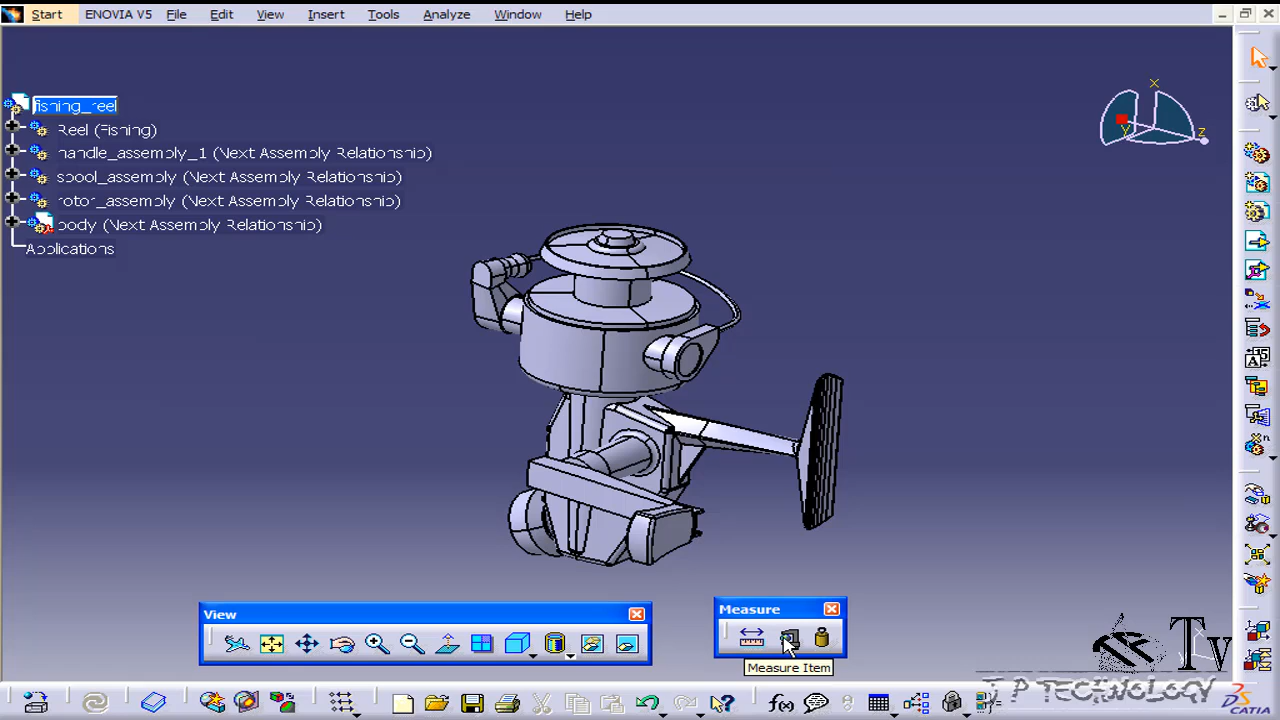 Start ENOVIA V5 File Edit View Insert Tools Analyze Window Help
fishing_reel
Reel (Fishing)
handle_assembly_1 (Next Assembly Relationship)
spool_assembly (Next Assembly Relationship)
rotor_assembly (Next Assembly Relationship)
body (Next Assembly Relationship)
Applications
X
y
z
View
Measure
Measure Item
Tv
T.P TECHNOLOGY
CATIA
f(x)